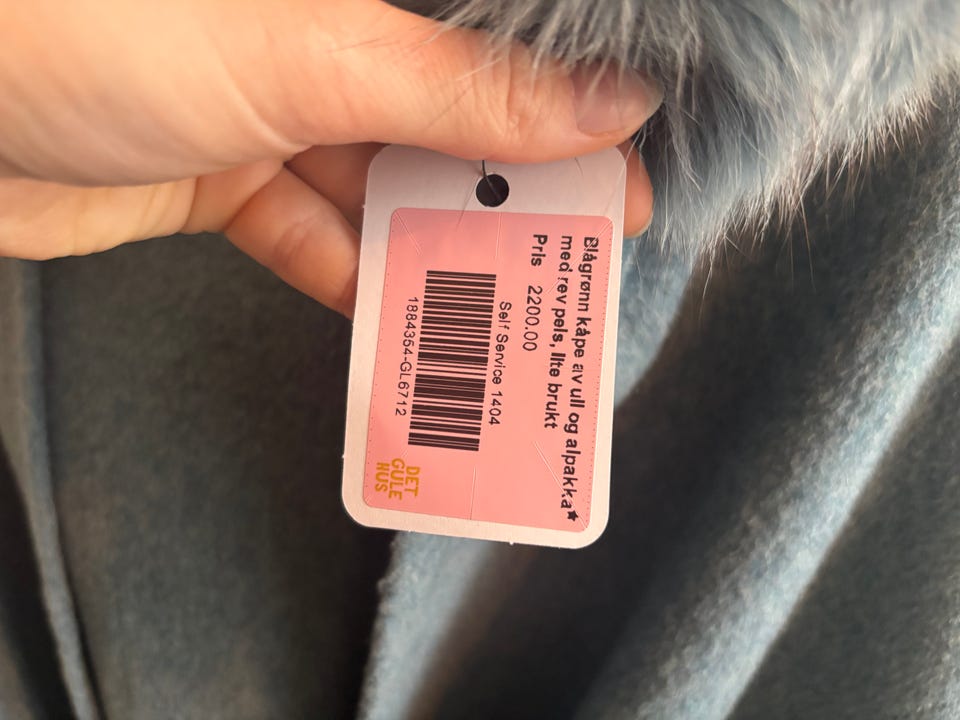 Blågrønn kåpe av ull og alpakka★
med rev pels, lite brukt
Pris 2200.00
Self Service 1404
1884354-GL6712
DET
GULE
HUS